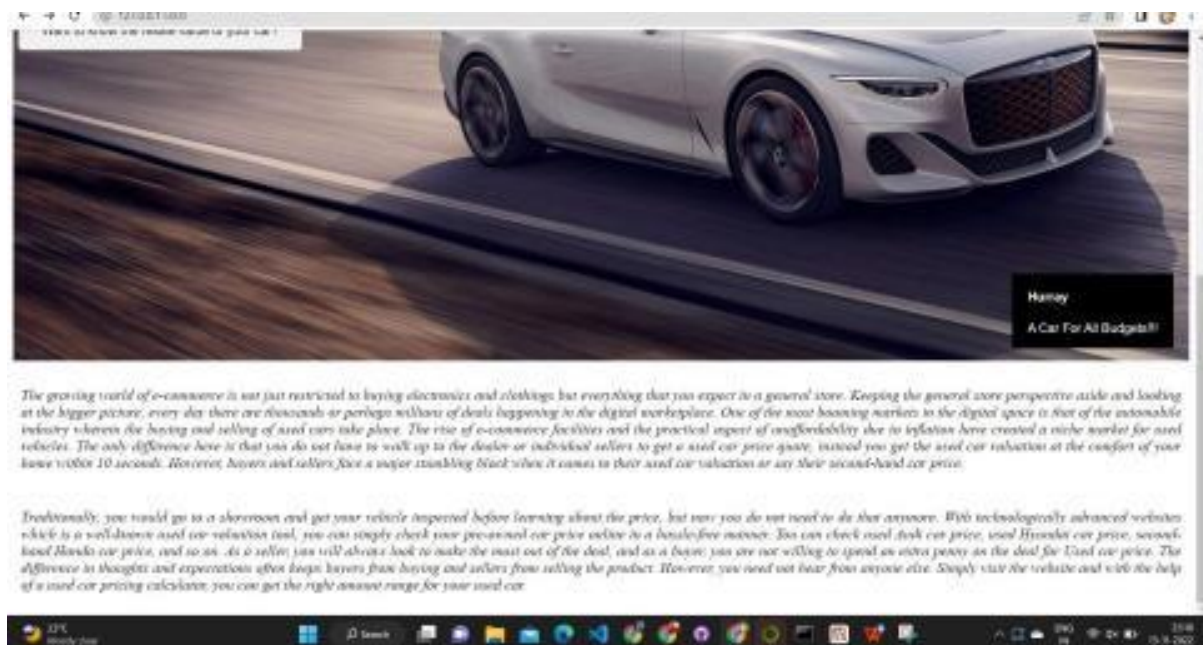 Want to know the resale value of your car?
Hurray
A Car For All Budgets!!!
The growing world of e-commerce is not just restricted to buying electronics and clothings but everything that you expect in a general store. Keeping the general store perspective aside and looking
at the bigger picture, every day there are thousands or perhaps millions of deals happening in the digital marketplace. One of the most booming markets in the digital space is that of the automobile
industry wherein the buying and selling of used cars take place. The rise of e-commerce facilities and the practical aspect of unaffordability due to inflation have created a niche market for used
vehicles. The only difference here is that you do not have to walk up to the dealer or individual sellers to get a used car price quote, instead you get the used car valuation at the comfort of your
home within 10 seconds. However, buyers and sellers face a major stumbling block when it comes to their used car valuation or say their second-hand car price.
Traditionally, you would go to a showroom and get your vehicle inspected before learning about the price, but now you do not need to do that anymore. With technologically advanced websites
which is a well-known used car valuation tool, you can simply check your pre-owned car price online in a hassle-free manner. You can check used Audi car price, used Hyundai car price, second-
hand Honda car price, and so on. As a seller, you will always look to make the most out of the deal, and as a buyer, you are not willing to spend an extra penny on the deal for Used car price. The
difference in thoughts and expectations often keeps buyers from buying and sellers from selling the product. However, you need not hear from anyone else. Simply visit the website and with the help
of a used car pricing calculator, you can get the right amount range for your used car.
Search
ENG
IN